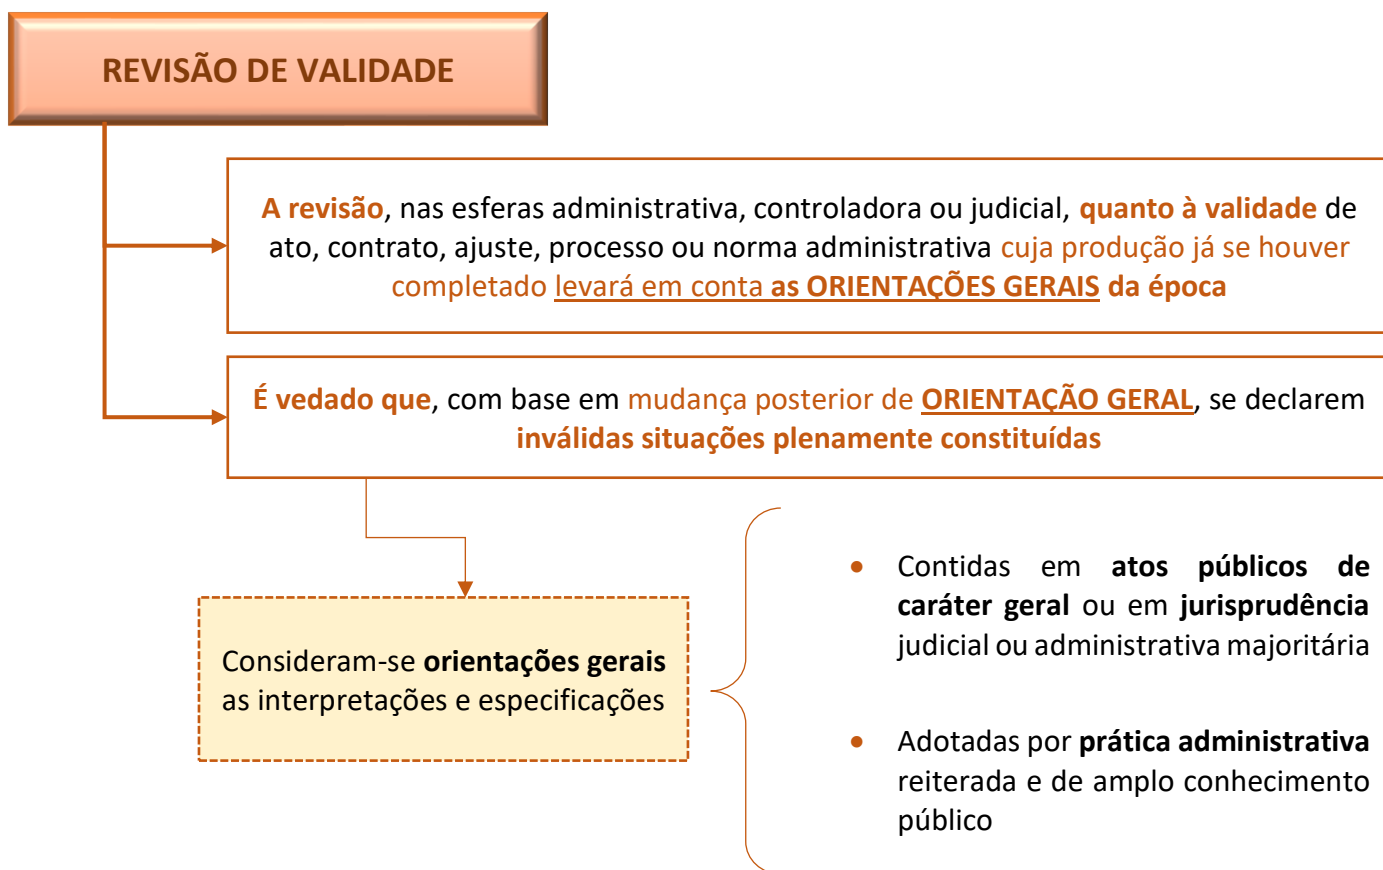 REVISÃO DE VALIDADE
A revisão, nas esferas administrativa, controladora ou judicial, quanto à validade de
ato, contrato, ajuste, processo ou norma administrativa cuja produção já se houver
completado levará em conta as ORIENTAÇÕES GERAIS da época
É vedado que, com base em mudança posterior de ORIENTAÇÃO GERAL, se declarem
inválidas situações plenamente constituídas
Consideram-se orientações gerais
as interpretações e especificações
• Contidas em atos públicos de
caráter geral ou em jurisprudência
judicial ou administrativa majoritária
• Adotadas por prática administrativa
reiterada e de amplo conhecimento
público